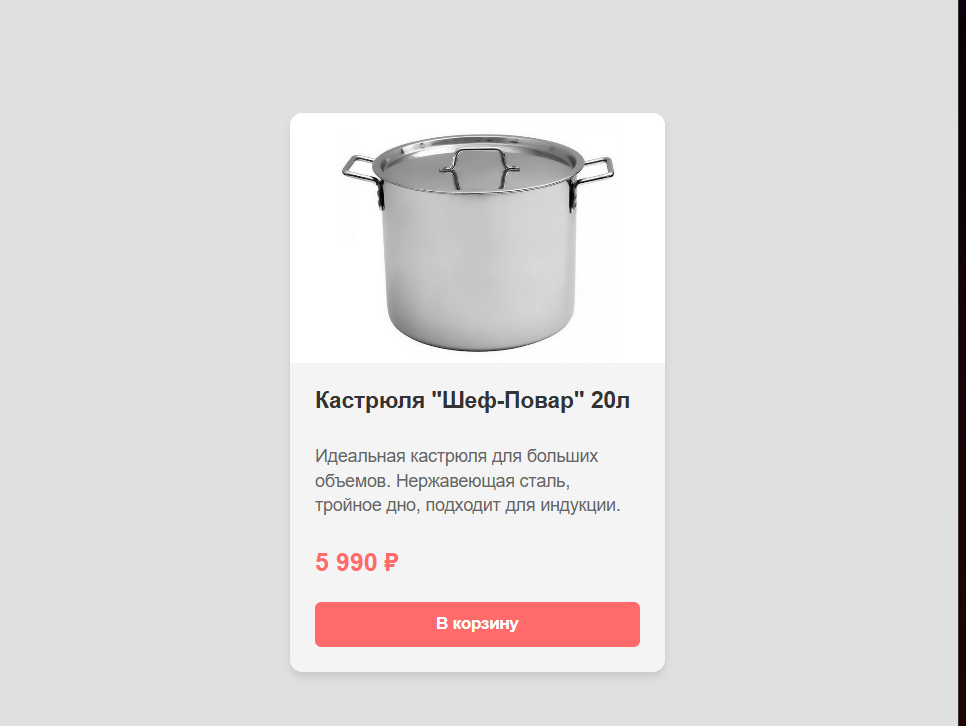 Кастрюля "Шеф-Повар" 20л
Идеальная кастрюля для больших
объемов. Нержавеющая сталь,
тройное дно, подходит для индукции.
5 990 ₽
В корзину